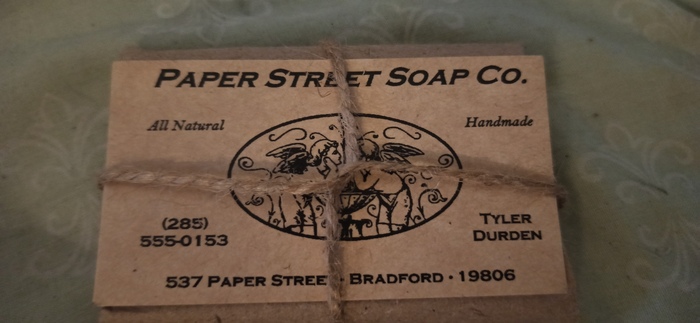 PAPER STREET SOAP CO.
All Natural
Handmade
(285)
555-0153
TYLER
DURDEN
537 PAPER STREET · BRADFORD · 19806